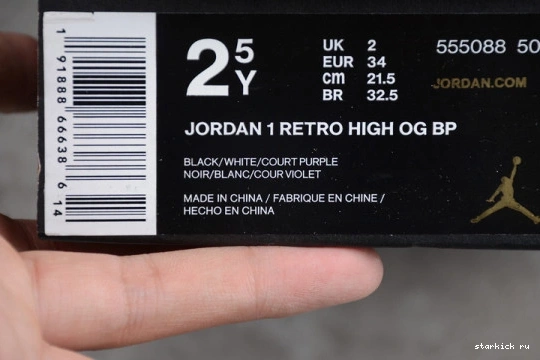 2 5 Y
UK 2
EUR 34
cm 21.5
BR 32.5
555088 50
JORDAN.COM
JORDAN 1 RETRO HIGH OG BP
BLACK/WHITE/COURT PURPLE
NOIR/BLANC/COUR VIOLET
MADE IN CHINA / FABRIQUE EN CHINE /
HECHO EN CHINA
1 91888 66638 6 14
starkick ru